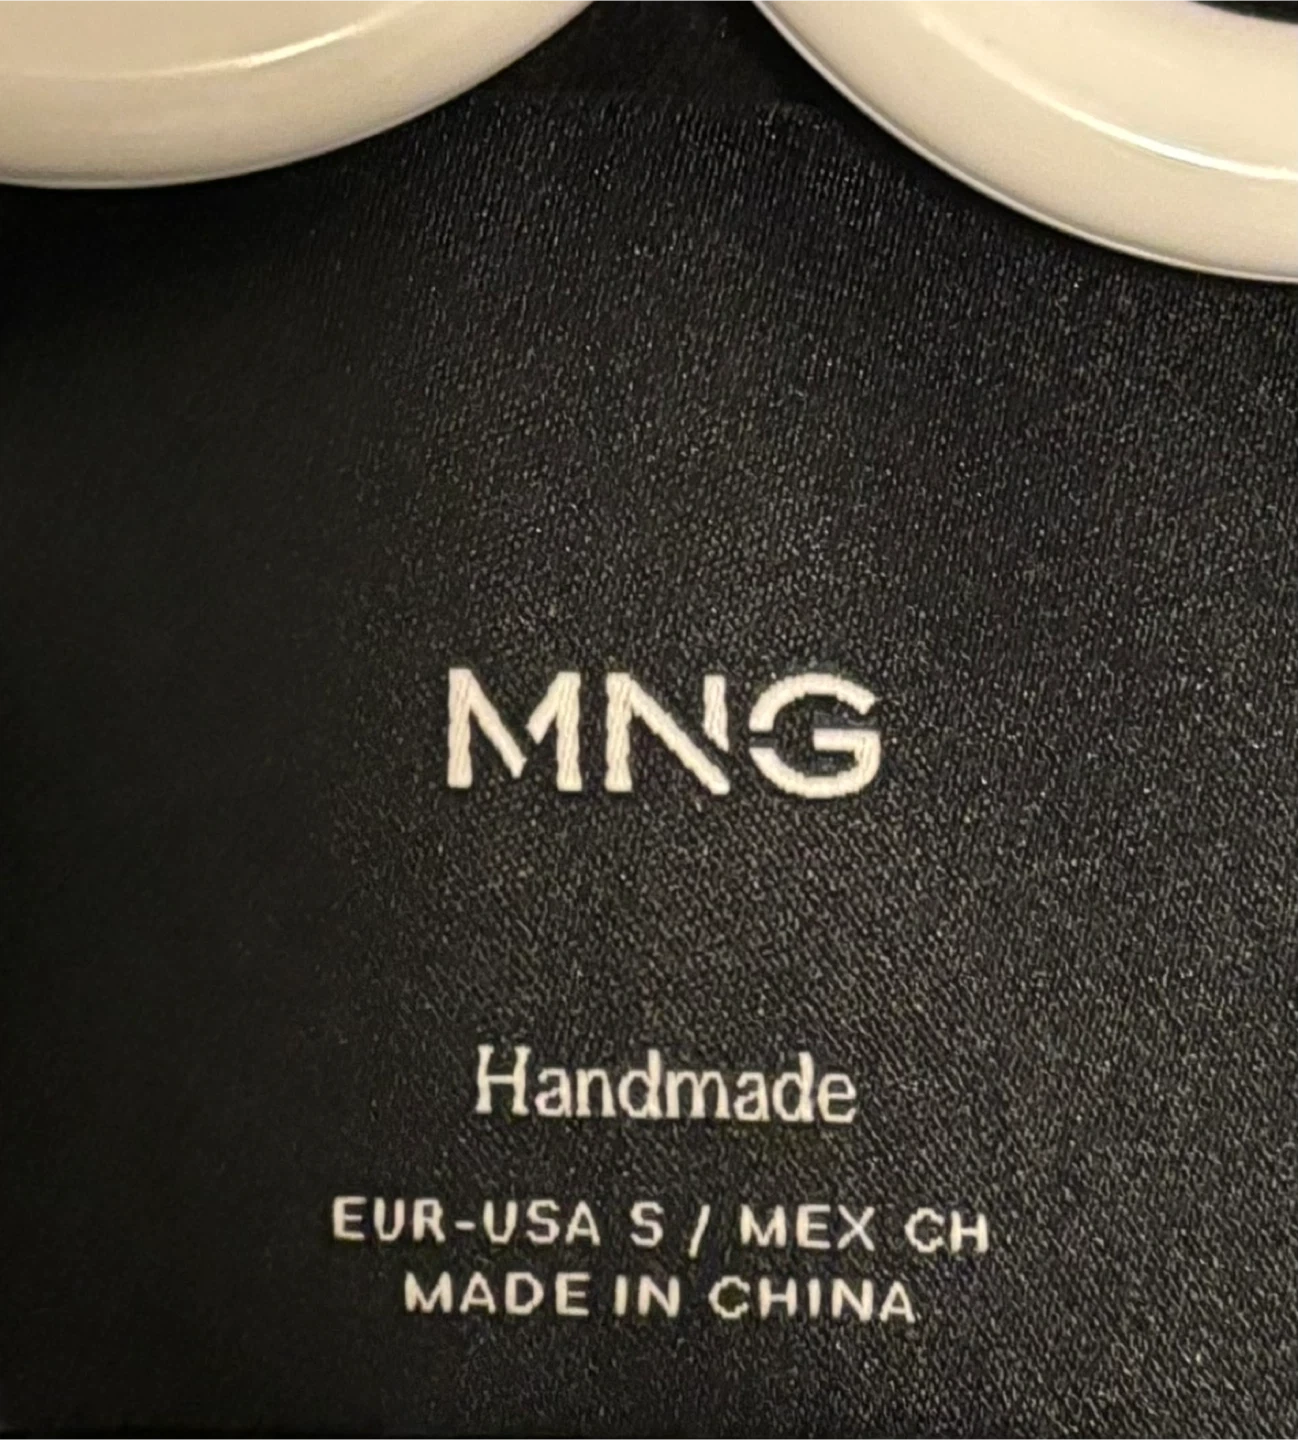 MNG
Handmade
EUR-USA S / MEX CH
MADE IN CHINA